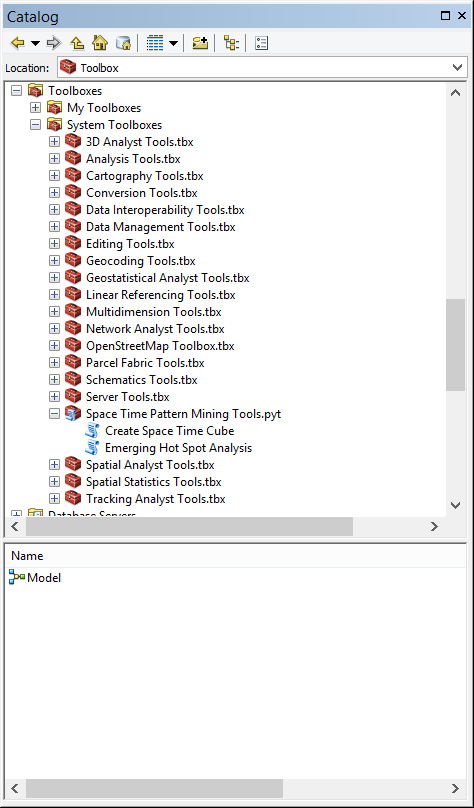 Catalog
Location: Toolbox
Toolboxes
My Toolboxes
System Toolboxes
3D Analyst Tools.tbx
Analysis Tools.tbx
Cartography Tools.tbx
Conversion Tools.tbx
Data Interoperability Tools.tbx
Data Management Tools.tbx
Editing Tools.tbx
Geocoding Tools.tbx
Geostatistical Analyst Tools.tbx
Linear Referencing Tools.tbx
Multidimension Tools.tbx
Network Analyst Tools.tbx
OpenStreetMap Toolbox.tbx
Parcel Fabric Tools.tbx
Schematics Tools.tbx
Server Tools.tbx
Space Time Pattern Mining Tools.pyt
Create Space Time Cube
Emerging Hot Spot Analysis
Spatial Analyst Tools.tbx
Spatial Statistics Tools.tbx
Tracking Analyst Tools.tbx
Database Servers
Name
Model